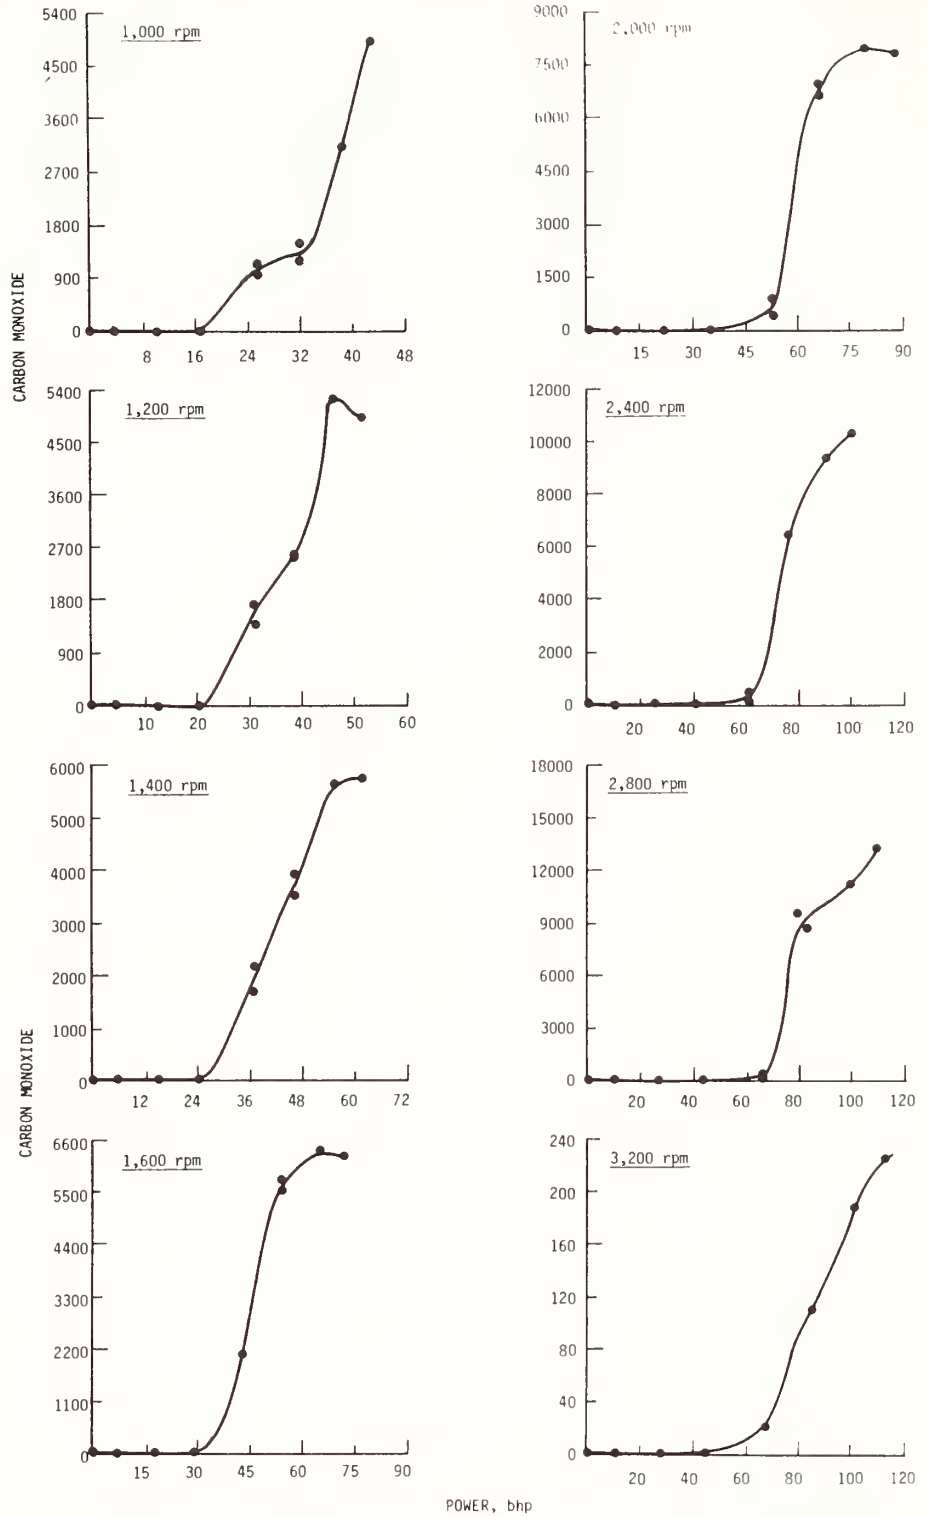 1,000 rpm
5400
4500
3600
2700
1800
900
0
8 16 24 32 40 48
2,000 rpm
9000
7500
6000
4500
3000
1500
0
15 30 45 60 75 90
CARBON MONOXIDE
1,200 rpm
5400
4500
3600
2700
1800
900
0
10 20 30 40 50 60
2,400 rpm
12000
10000
8000
6000
4000
2000
0
20 40 60 80 100 120
1,400 rpm
6000
5000
4000
3000
2000
1000
0
12 24 36 48 60 72
2,800 rpm
18000
15000
12000
9000
6000
3000
0
20 40 60 80 100 120
CARBON MONOXIDE
1,600 rpm
6600
5500
4400
3300
2200
1100
0
15 30 45 60 75 90
3,200 rpm
240
200
160
120
80
40
0
20 40 60 80 100 120
POWER, bhp